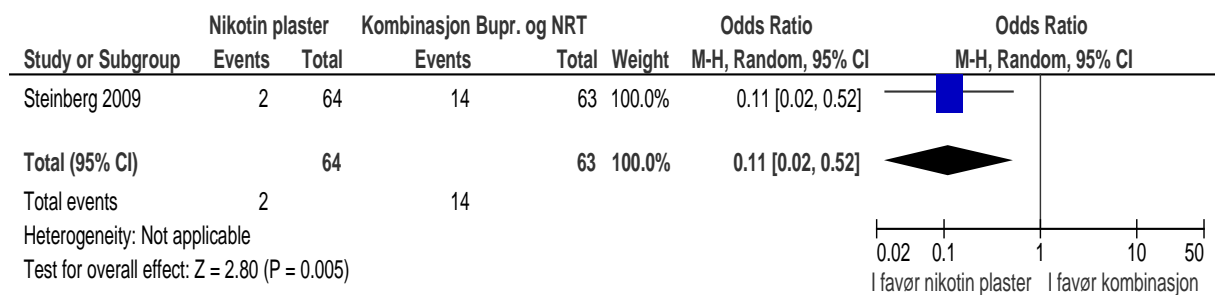 Nikotin plaster Kombinasjon Bupr. og NRT Odds Ratio Odds Ratio
Study or Subgroup Events Total Events Total Weight M-H, Random, 95% CI M-H, Random, 95% CI
Steinberg 2009 2 64 14 63 100.0% 0.11 [0.02, 0.52]
Total (95% CI) 64 63 100.0% 0.11 [0.02, 0.52]
Total events 2 14
Heterogeneity: Not applicable
Test for overall effect: Z = 2.80 (P = 0.005)
0.02 0.1 1 10 50
I favør nikotin plaster I favør kombinasjon